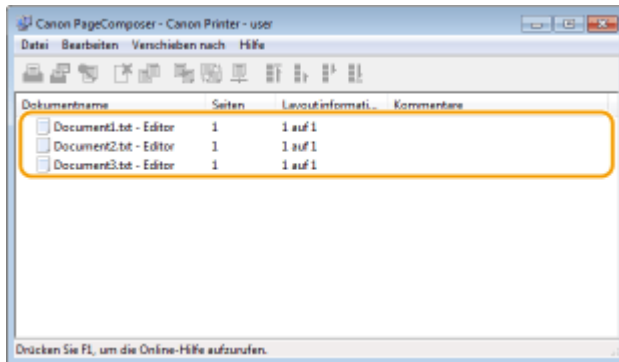 Canon PageComposer - Canon Printer - user
Datei Bearbeiten Verschieben nach Hilfe
Dokumentname Seiten Layoutinformati... Kommentare
Document1.txt - Editor 1 1 auf 1
Document2.txt - Editor 1 1 auf 1
Document3.txt - Editor 1 1 auf 1
Drücken Sie F1, um die Online-Hilfe aufzurufen.